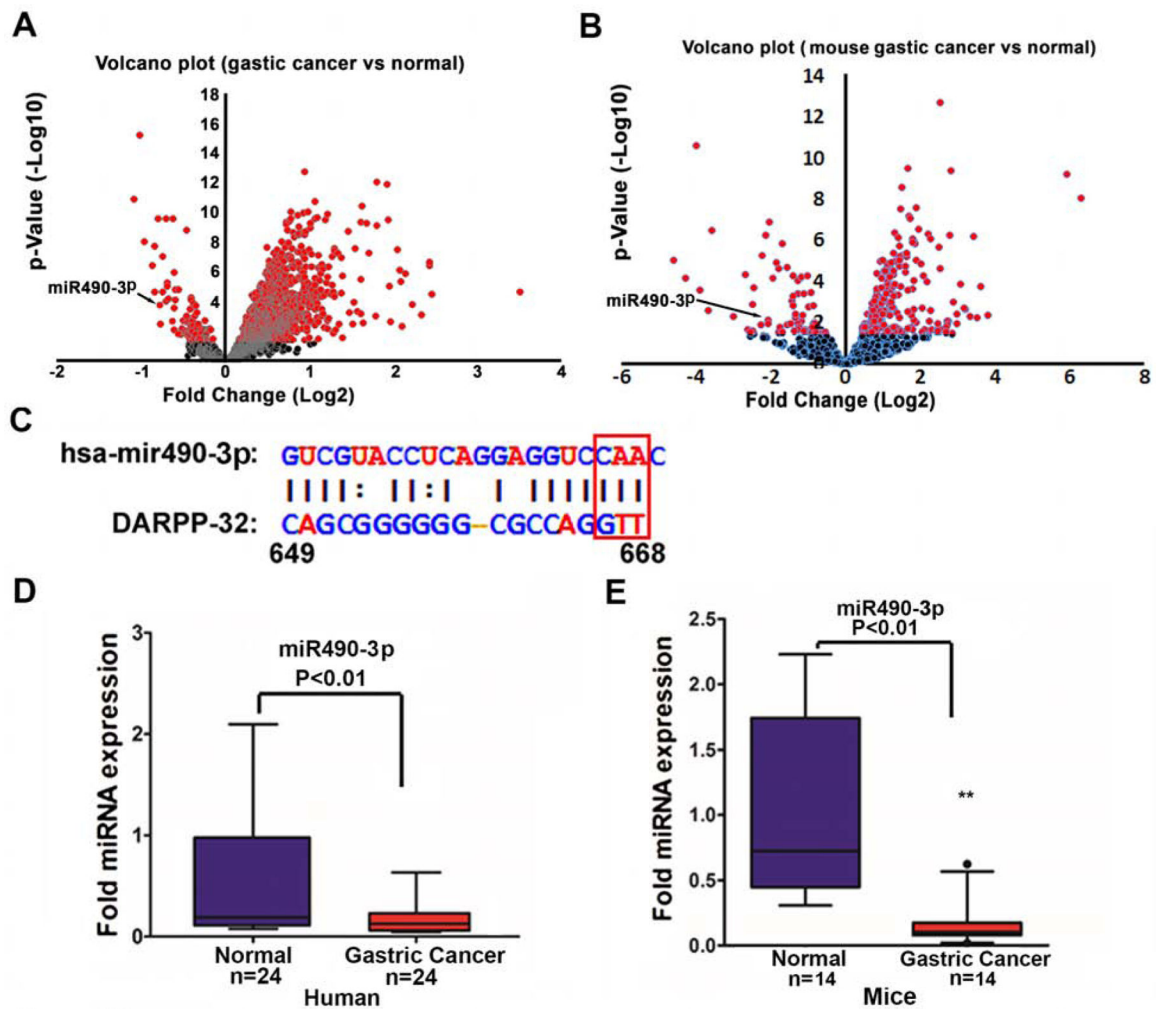 A
Volcano plot (gastic cancer vs normal)
p-Value (-Log10)
18
16
14
12
10
8
6
4
miR490-3p
-2
-1
0
1
2
3
4
Fold Change (Log2)
B
Volcano plot (mouse gastic cancer vs normal)
p-Value (-Log10)
14
12
10
8
6
4
2
0
miR490-3p
-6
-4
-2
0
2
4
6
8
Fold Change (Log2)
C
hsa-mir490-3p: GUCGUACCUCAGGAGGUCCAAC
||||: ||:| | ||||||||
DARPP-32: CAGCGGGGGG-CGCCAGGTT
649 668
D
Fold miRNA expression
3
2
1
0
miR490-3p
P<0.01
Normal
n=24
Gastric Cancer
n=24
Human
E
Fold miRNA expression
2.5
2.0
1.5
1.0
0.5
0.0
miR490-3p
P<0.01
**
Normal
n=14
Gastric Cancer
n=14
Mice